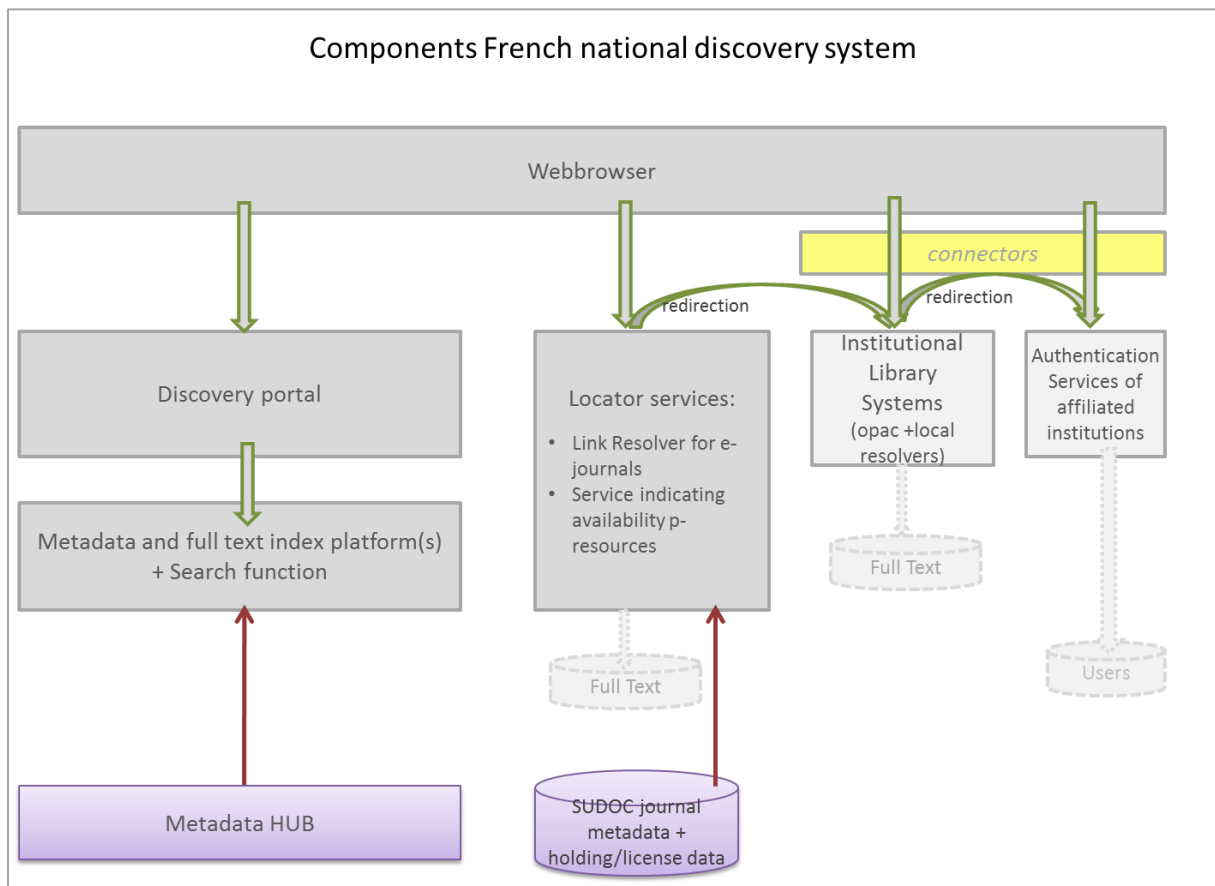 Components French national discovery system
Webbrowser
connectors
redirection
redirection
Discovery portal
Metadata and full text index platform(s)
+ Search function
Locator services:
• Link Resolver for e-
journals
• Service indicating
availability p-
resources
Institutional
Library
Systems
(opac +local
resolvers)
Authentication
Services of
affiliated
institutions
Full Text
Full Text
Users
Metadata HUB
SUDOC journal
metadata +
holding/license data